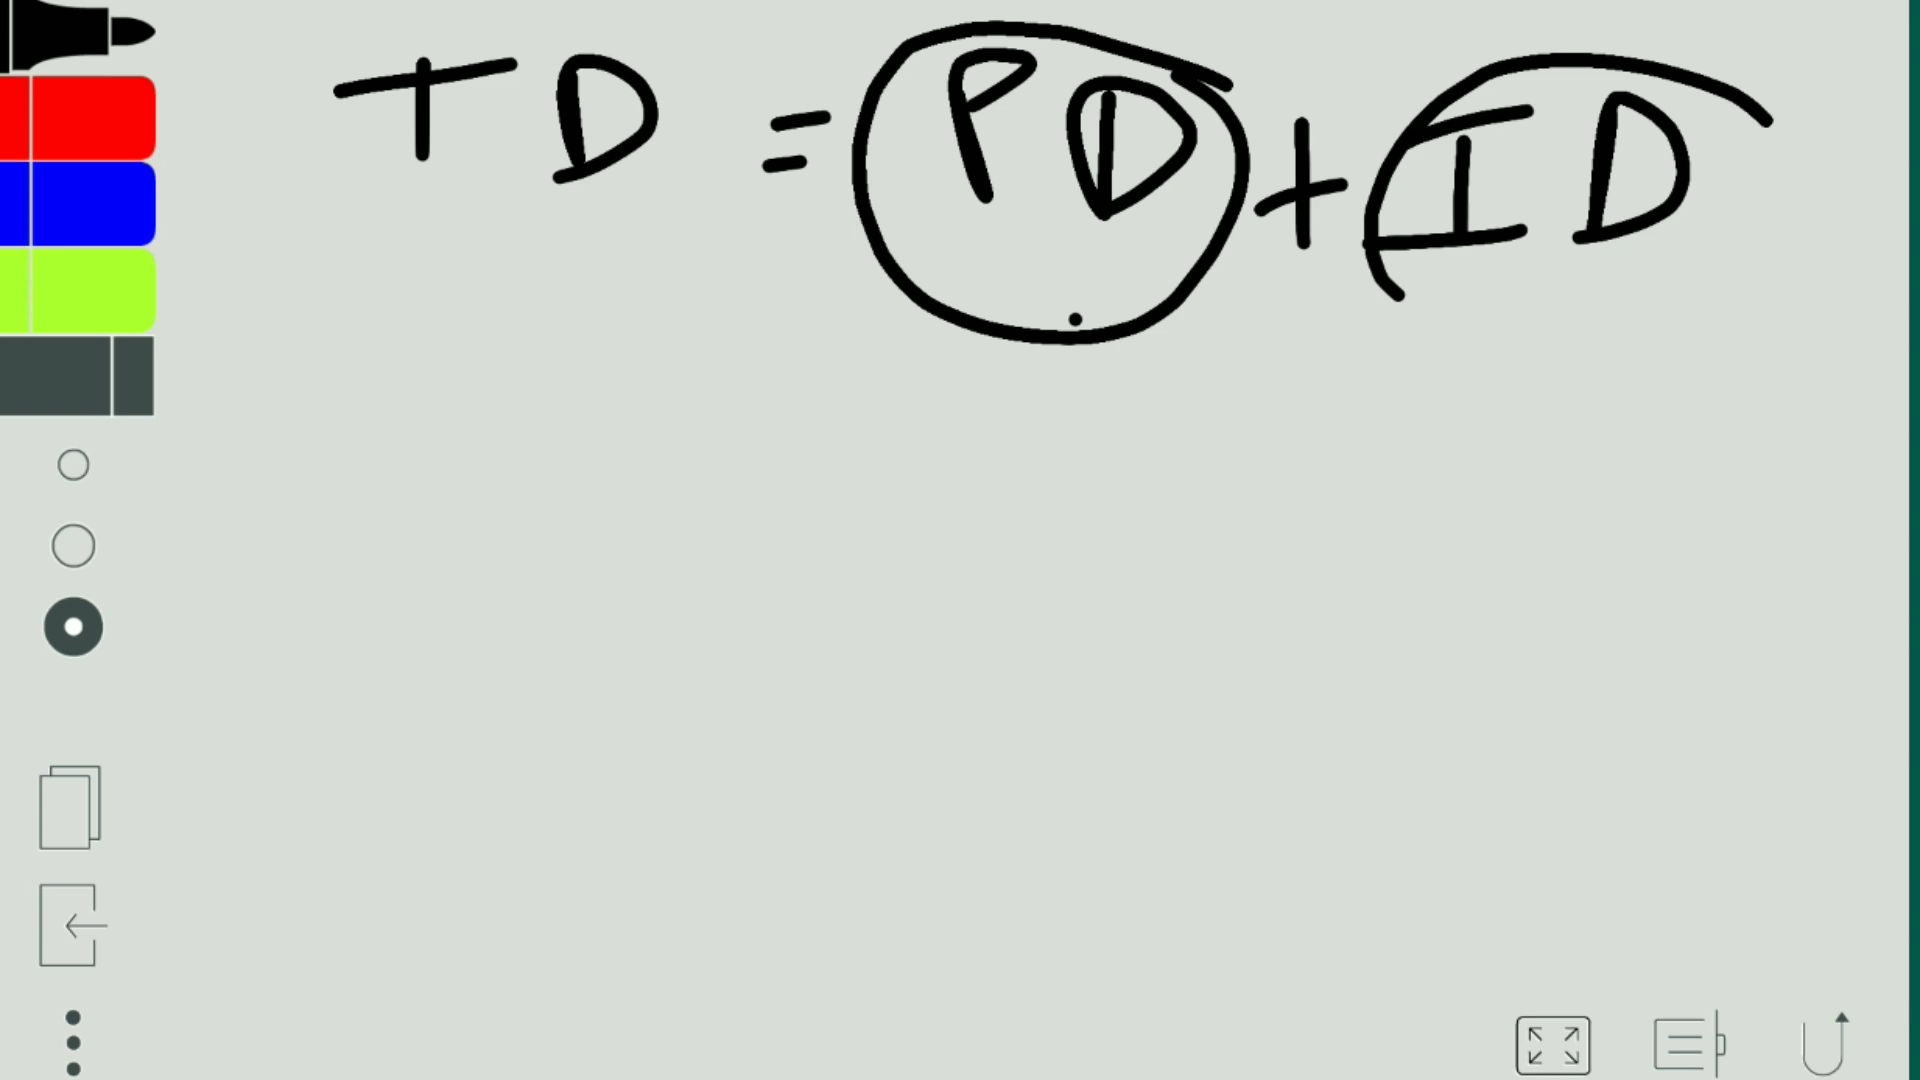 TD = PD + ID